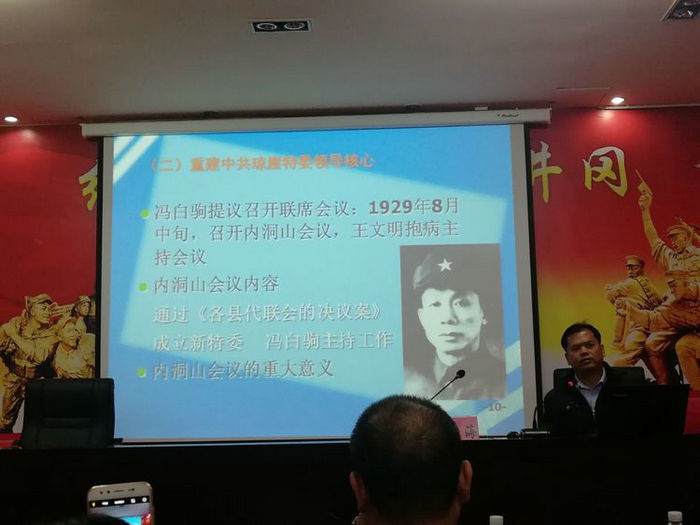 井冈
（二）重建中共琼崖特委领导核心
冯白驹提议召开联席会议：1929年8月
中旬，召开内洞山会议，王文明抱病主
持会议
内洞山会议内容
通过《各县代联会的决议案》
成立新特委 冯白驹主持工作
内洞山会议的重大意义
10
海